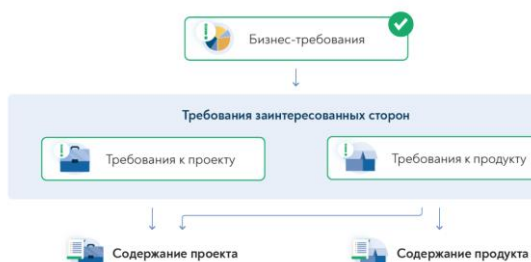 Бизнес-требования
Требования заинтересованных сторон
Требования к проекту
Требования к продукту
Содержание проекта
Содержание продукта